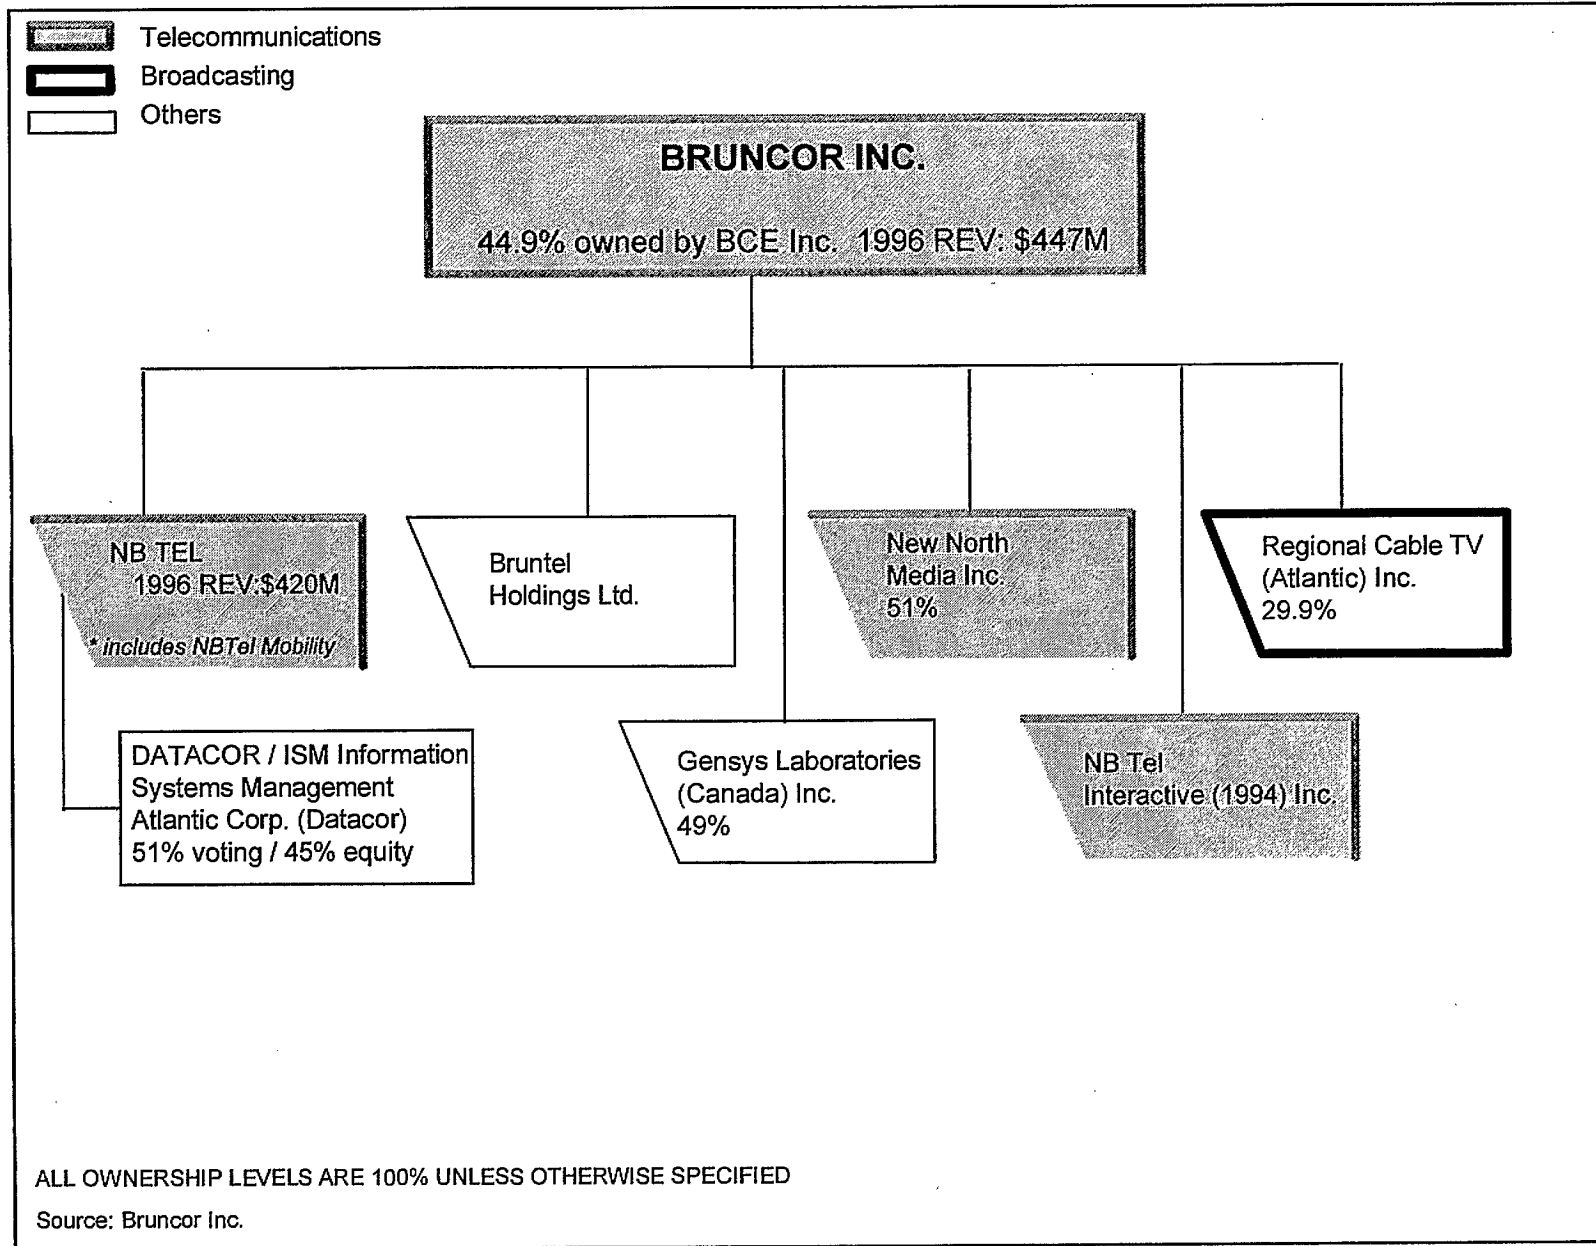 Telecommunications
Broadcasting
Others
BRUNCOR INC.
44.9% owned by BCE Inc. 1996 REV: $447M
NB TEL
1996 REV:$420M
* includes NBTel Mobility
Bruntel
Holdings Ltd.
New North
Media Inc.
51%
Regional Cable TV
(Atlantic) Inc.
29.9%
DATACOR / ISM Information
Systems Management
Atlantic Corp. (Datacor)
51% voting / 45% equity
Gensys Laboratories
(Canada) Inc.
49%
NB Tel
Interactive (1994) Inc.
ALL OWNERSHIP LEVELS ARE 100% UNLESS OTHERWISE SPECIFIED
Source: Bruncor Inc.